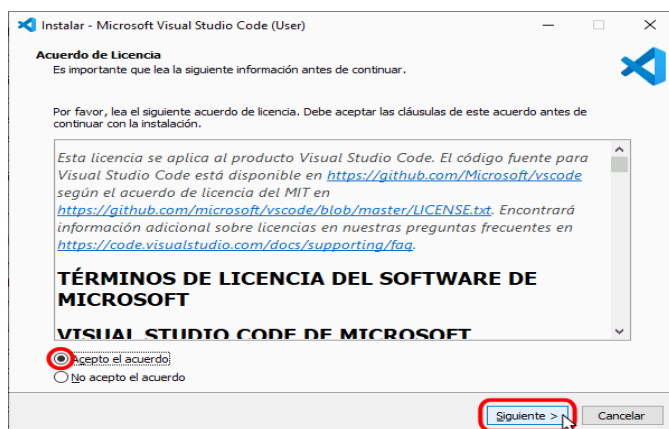 Instalar - Microsoft Visual Studio Code (User)
Acuerdo de Licencia
Es importante que lea la siguiente información antes de continuar.
Por favor, lea el siguiente acuerdo de licencia. Debe aceptar las cláusulas de este acuerdo antes de
continuar con la instalación.
Esta licencia se aplica al producto Visual Studio Code. El código fuente para
Visual Studio Code está disponible en https://github.com/Microsoft/vscode
según el acuerdo de licencia del MIT en
https://github.com/microsoft/vscode/blob/master/LICENSE.txt. Encontrará
información adicional sobre licencias en nuestras preguntas frecuentes en
https://code.visualstudio.com/docs/supporting/faq.
TÉRMINOS DE LICENCIA DEL SOFTWARE DE
MICROSOFT
VISUAL STUDIO CODE DE MICROSOFT
Acepto el acuerdo
No acepto el acuerdo
Siguiente > Cancelar